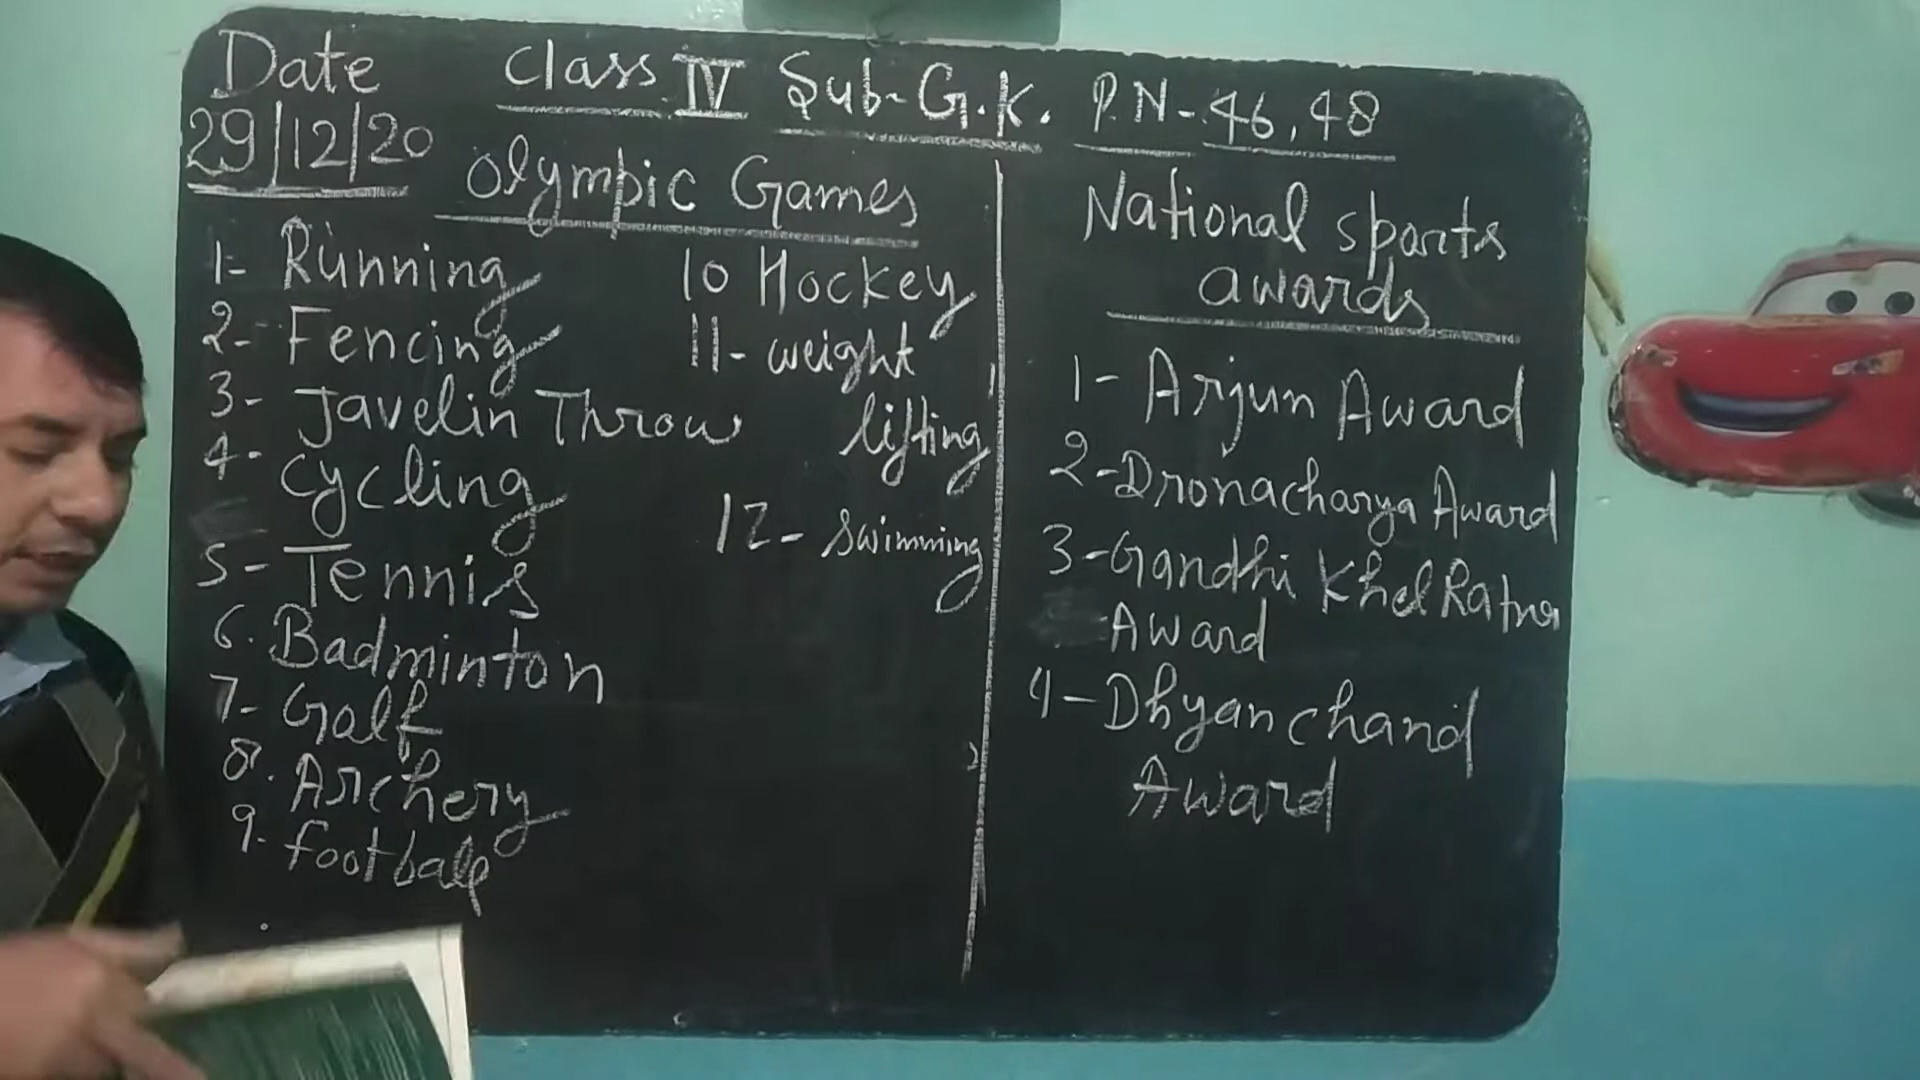 Date
29/12/20
Class IV Sub-G.K. P.N-46,48
Olympic Games
1- Running
2- Fencing
3- Javelin Throw
4- Cycling
5- Tennis
6. Badminton
7- Golf
8. Archery
9- football
10 Hockey
11- weight
lifting
12- swimming
National sports
awards
1- Arjun Award
2- Dronacharya Award
3- Gandhi Khel Ratna
Award
4- Dhyanchand
Award